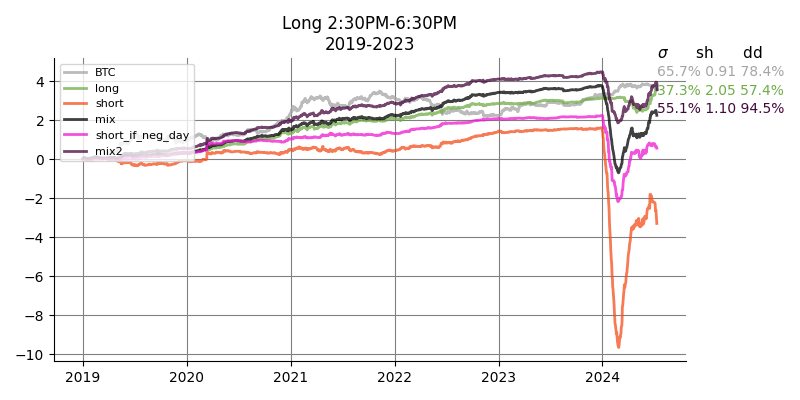 Long 2:30PM-6:30PM
2019-2023
σ sh dd
65.7% 0.91 78.4%
37.3% 2.05 57.4%
55.1% 1.10 94.5%
BTC
long
short
mix
short_if_neg_day
mix2
4
2
0
−2
−4
−6
−8
−10
2019 2020 2021 2022 2023 2024